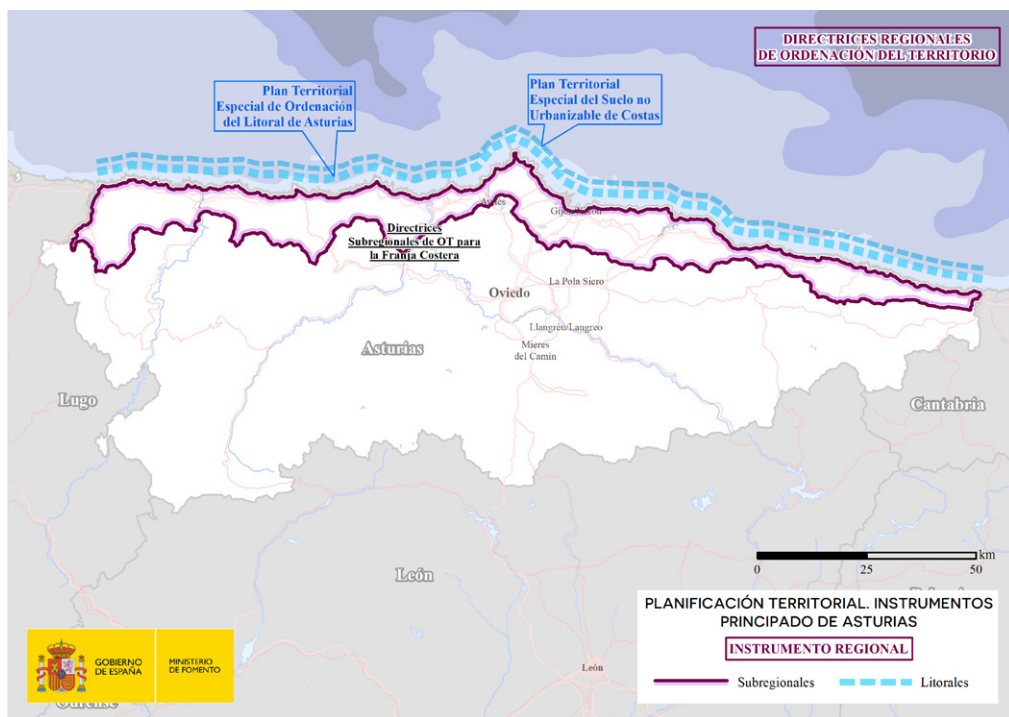 DIRECTRICES REGIONALES
DE ORDENACIÓN DEL TERRITORIO
Plan Territorial
Especial de Ordenación
del Litoral de Asturias
Plan Territorial
Especial del Suelo no
Urbanizable de Costas
Avilés
Directrices
Subregionales de OT para
la Franja Costera
La Pola Siero
Oviedo
Llangréu/Langreo
Mieres
del Camín
Asturias
Lugo
Cantabria
León
km
0 25 50
PLANIFICACIÓN TERRITORIAL. INSTRUMENTOS
PRINCIPADO DE ASTURIAS
INSTRUMENTO REGIONAL
Subregionales Litorales
GOBIERNO
DE ESPAÑA
MINISTERIO
DE FOMENTO
León
Ourense